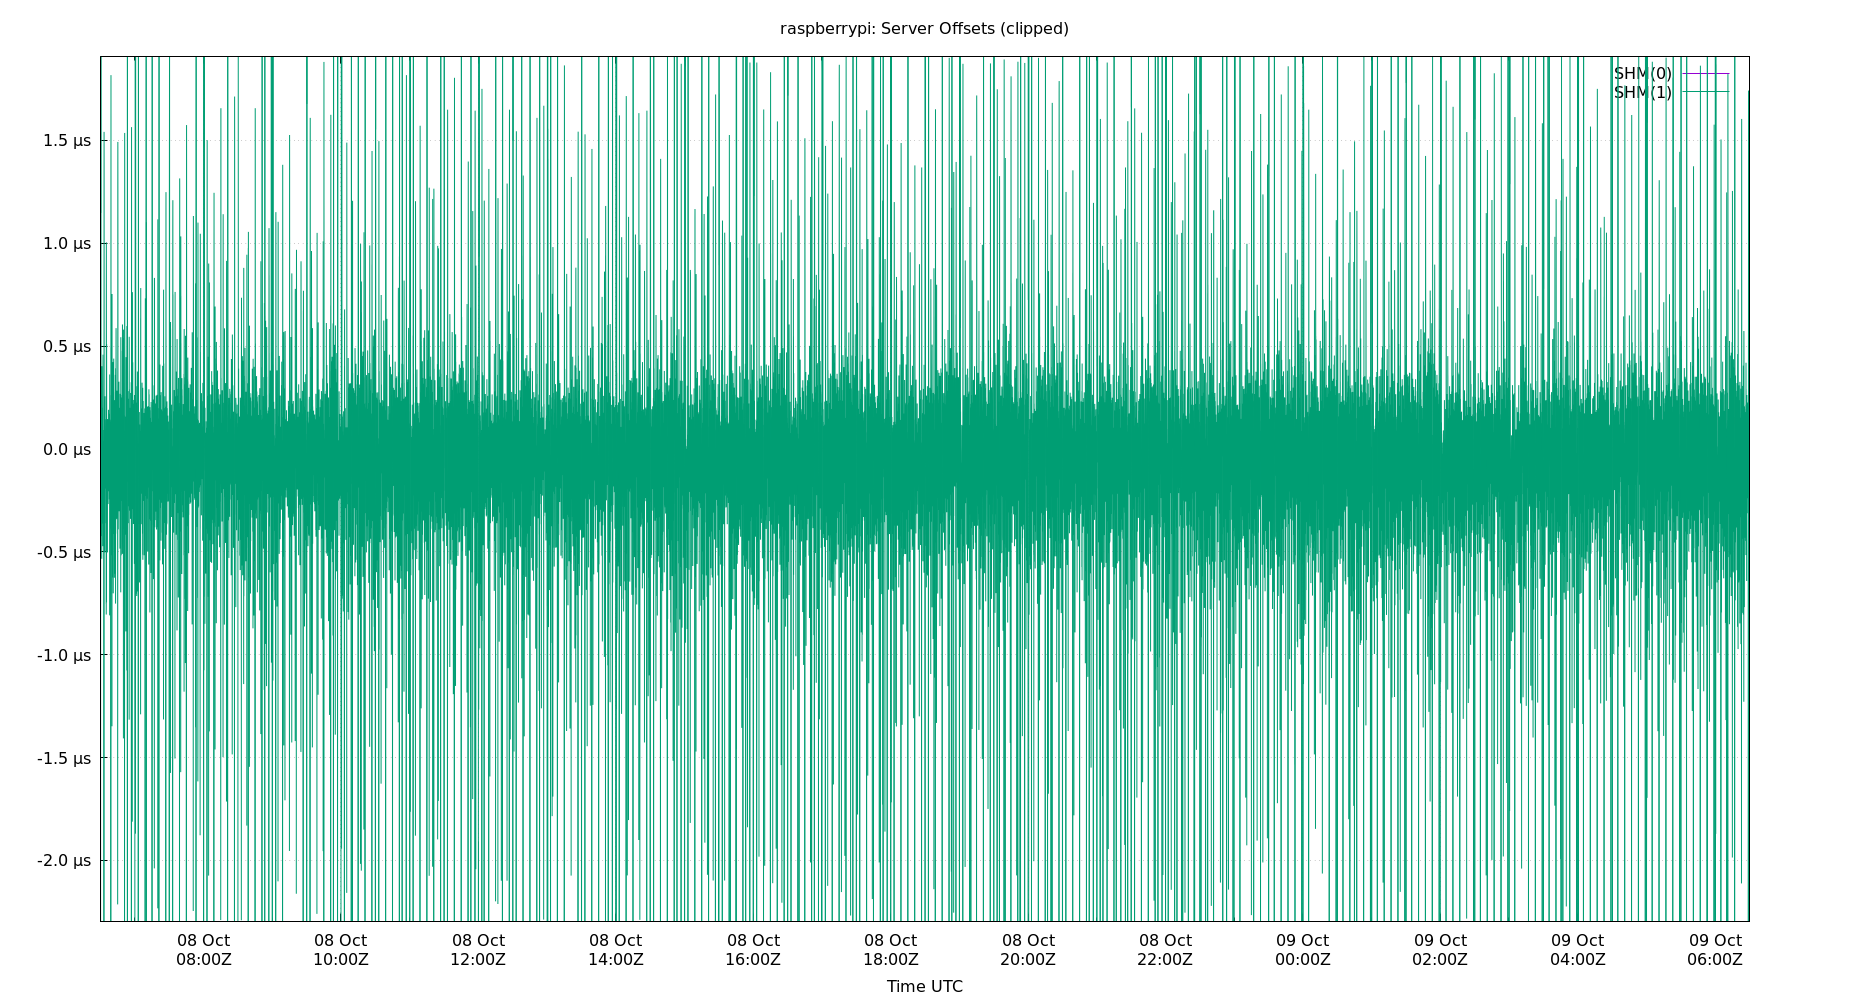 raspberrypi: Server Offsets (clipped)
SHM(0)
SHM(1)
1.5 µs
1.0 µs
0.5 µs
0.0 µs
-0.5 µs
-1.0 µs
-1.5 µs
-2.0 µs
08 Oct 08 Oct 08 Oct 08 Oct 08 Oct 08 Oct 08 Oct 08 Oct 09 Oct 09 Oct 09 Oct 09 Oct
08:00Z 10:00Z 12:00Z 14:00Z 16:00Z 18:00Z 20:00Z 22:00Z 00:00Z 02:00Z 04:00Z 06:00Z
Time UTC